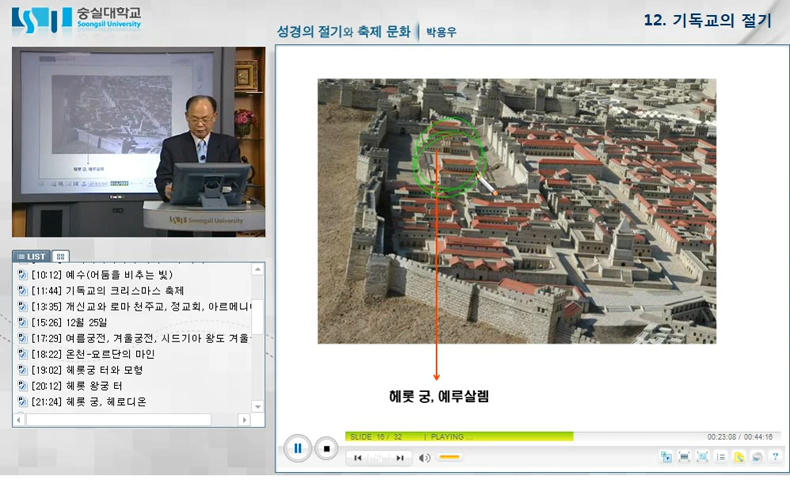 숭실대학교
Soongsil University
성경의 절기와 축제 문화 | 박용우
12. 기독교의 절기
헤롯 궁, 예루살렘
Soongsil University
LIST
[10:12] 예수(어둠을 비추는 빛)
[11:44] 기독교의 크리스마스 축제
[13:35] 개신교와 로마 천주교, 정교회, 아르메니
[15:26] 12월 25일
[17:29] 여름궁전, 겨울궁전, 시드기아 왕도 겨울
[18:22] 온천-요르단의 마인
[19:02] 헤롯궁 터와 모형
[20:12] 헤롯 왕궁 터
[21:24] 헤롯 궁, 헤로디온
헤롯 궁, 예루살렘
SLIDE 16 / 32 | PLAYING ...
00:23:08 / 00:44:16